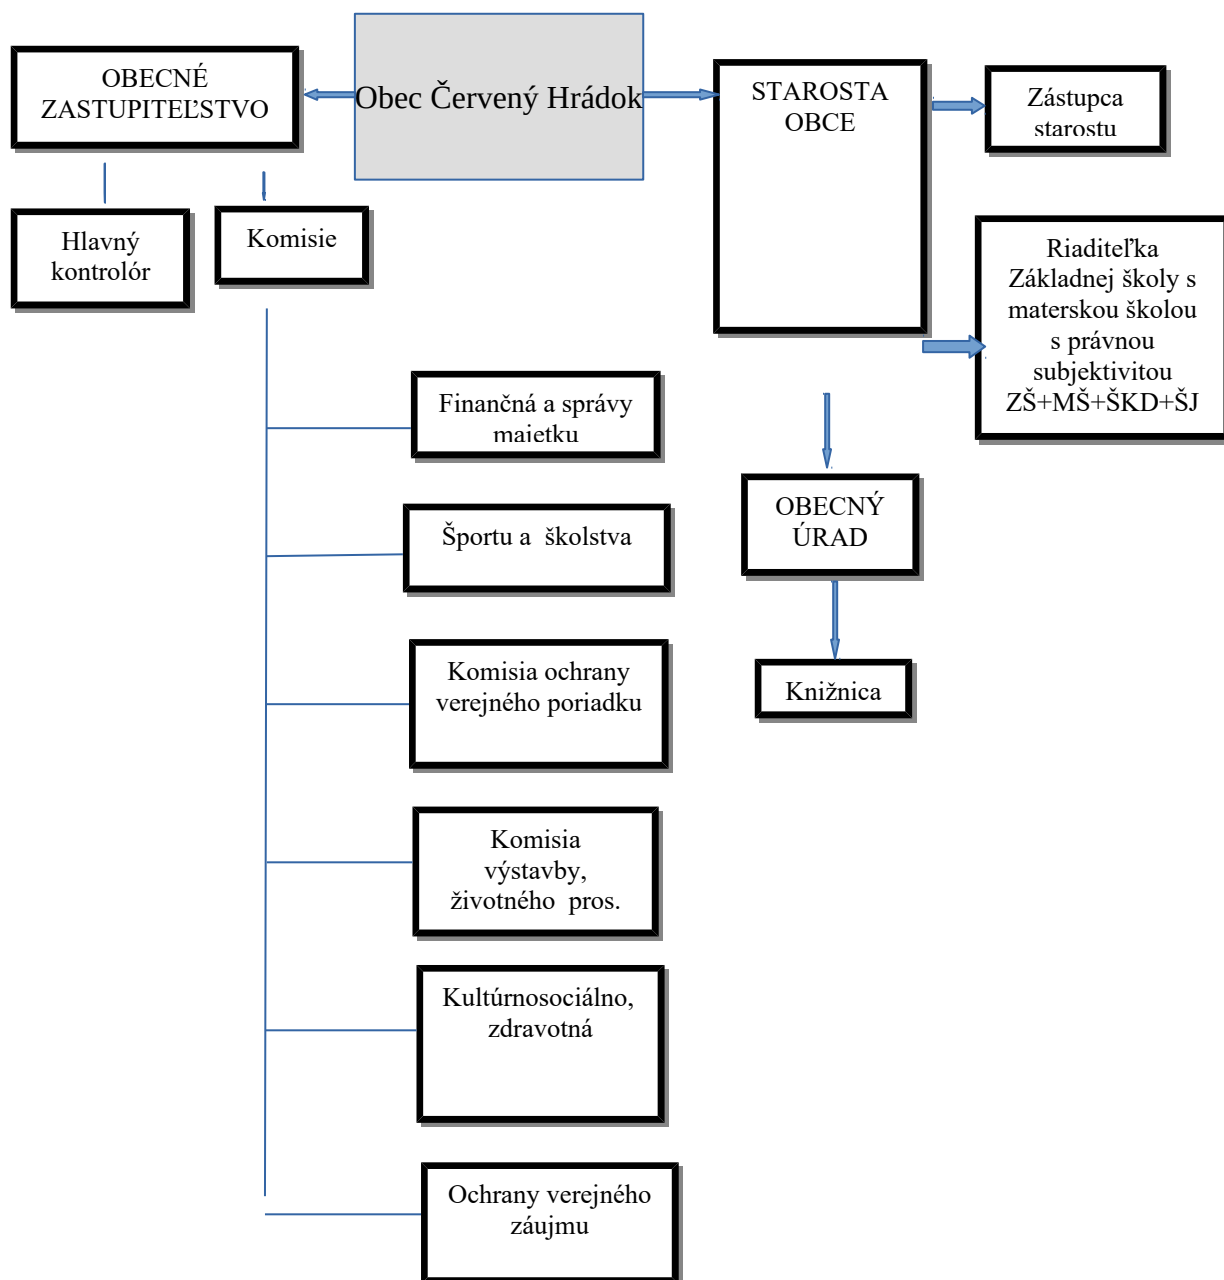 OBECNÉ
ZASTUPITEĽSTVO
Obec Červený Hrádok
STAROSTA
OBCE
Zástupca
starostu
Hlavný
kontrolór
Komisie
Riaditeľka
Základnej školy s
materskou školou
s právnou
subjektivitou
ZŠ+MŠ+ŠKD+ŠJ
Finančná a správy
majetku
Športu a školstva
OBECNÝ
ÚRAD
Komisia ochrany
verejného poriadku
Knižnica
Komisia
výstavby,
životného pros.
Kultúrnosociálno,
zdravotná
Ochrany verejného
záujmu